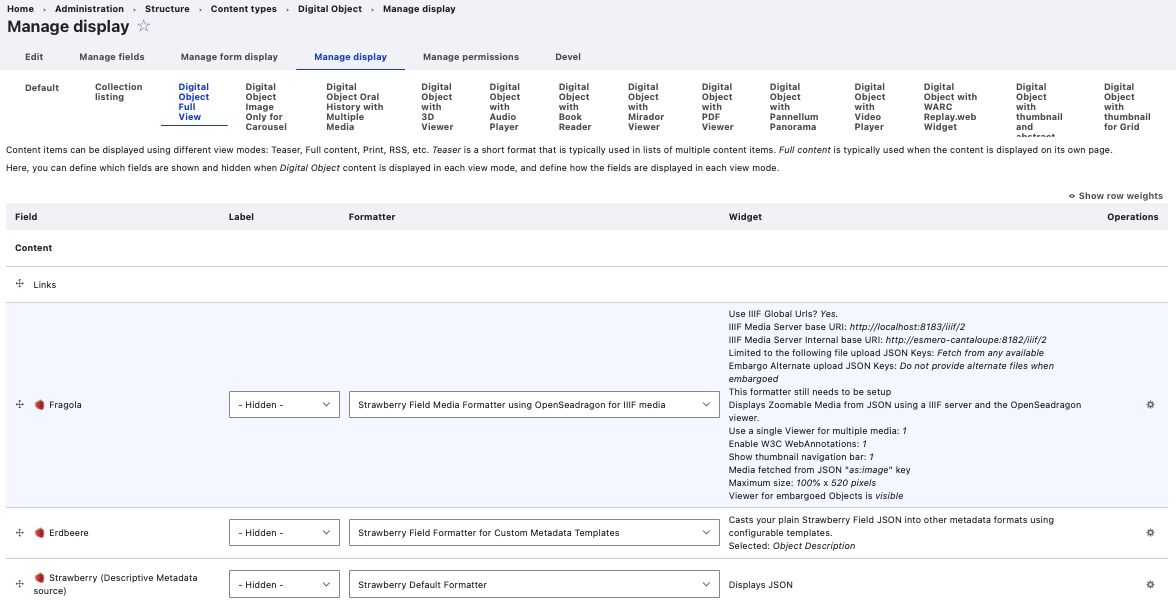 Home › Administration › Structure › Content types › Digital Object › Manage display
Manage display
Edit
Manage fields
Manage form display
Manage display
Manage permissions
Devel
Default
Collection
listing
Digital
Object
Full
View
Digital
Object
Image
Only for
Carousel
Digital
Object Oral
History with
Multiple
Media
Digital
Object
with
3D
Viewer
Digital
Object
with
Audio
Player
Digital
Object
with
Book
Reader
Digital
Object
with
Mirador
Viewer
Digital
Object
with
PDF
Viewer
Digital
Object
with
Pannellum
Panorama
Digital
Object
with
Video
Player
Digital
Object with
WARC
Replay.web
Widget
Digital
Object
with
thumbnail
and
abstract
Digital
Object
with
thumbnail
for Grid
Content items can be displayed using different view modes: Teaser, Full content, Print, RSS, etc. Teaser is a short format that is typically used in lists of multiple content items. Full content is typically used when the content is displayed on its own page.
Here, you can define which fields are shown and hidden when Digital Object content is displayed in each view mode, and define how the fields are displayed in each view mode.
Show row weights
Field Label Formatter Widget Operations
Content
Links
Fragola
- Hidden -
Strawberry Field Media Formatter using OpenSeadragon for IIIF media
Use IIIF Global Urls? Yes.
IIIF Media Server base URI: http://localhost:8183/iiif/2
IIIF Media Server Internal base URI: http://esmero-cantaloupe:8182/iiif/2
Limited to the following file upload JSON Keys: Fetch from any available
Embargo Alternate upload JSON Keys: Do not provide alternate files when
embargoed
This formatter still needs to be setup
Displays Zoomable Media from JSON using a IIIF server and the OpenSeadragon
viewer.
Use a single Viewer for multiple media: 1
Enable W3C WebAnnotations: 1
Show thumbnail navigation bar: 1
Media fetched from JSON "as:image" key
Maximum size: 100% x 520 pixels
Viewer for embargoed Objects is visible
Erdbeere
- Hidden -
Strawberry Field Formatter for Custom Metadata Templates
Casts your plain Strawberry Field JSON into other metadata formats using
configurable templates.
Selected: Object Description
Strawberry (Descriptive Metadata
source)
- Hidden -
Strawberry Default Formatter
Displays JSON